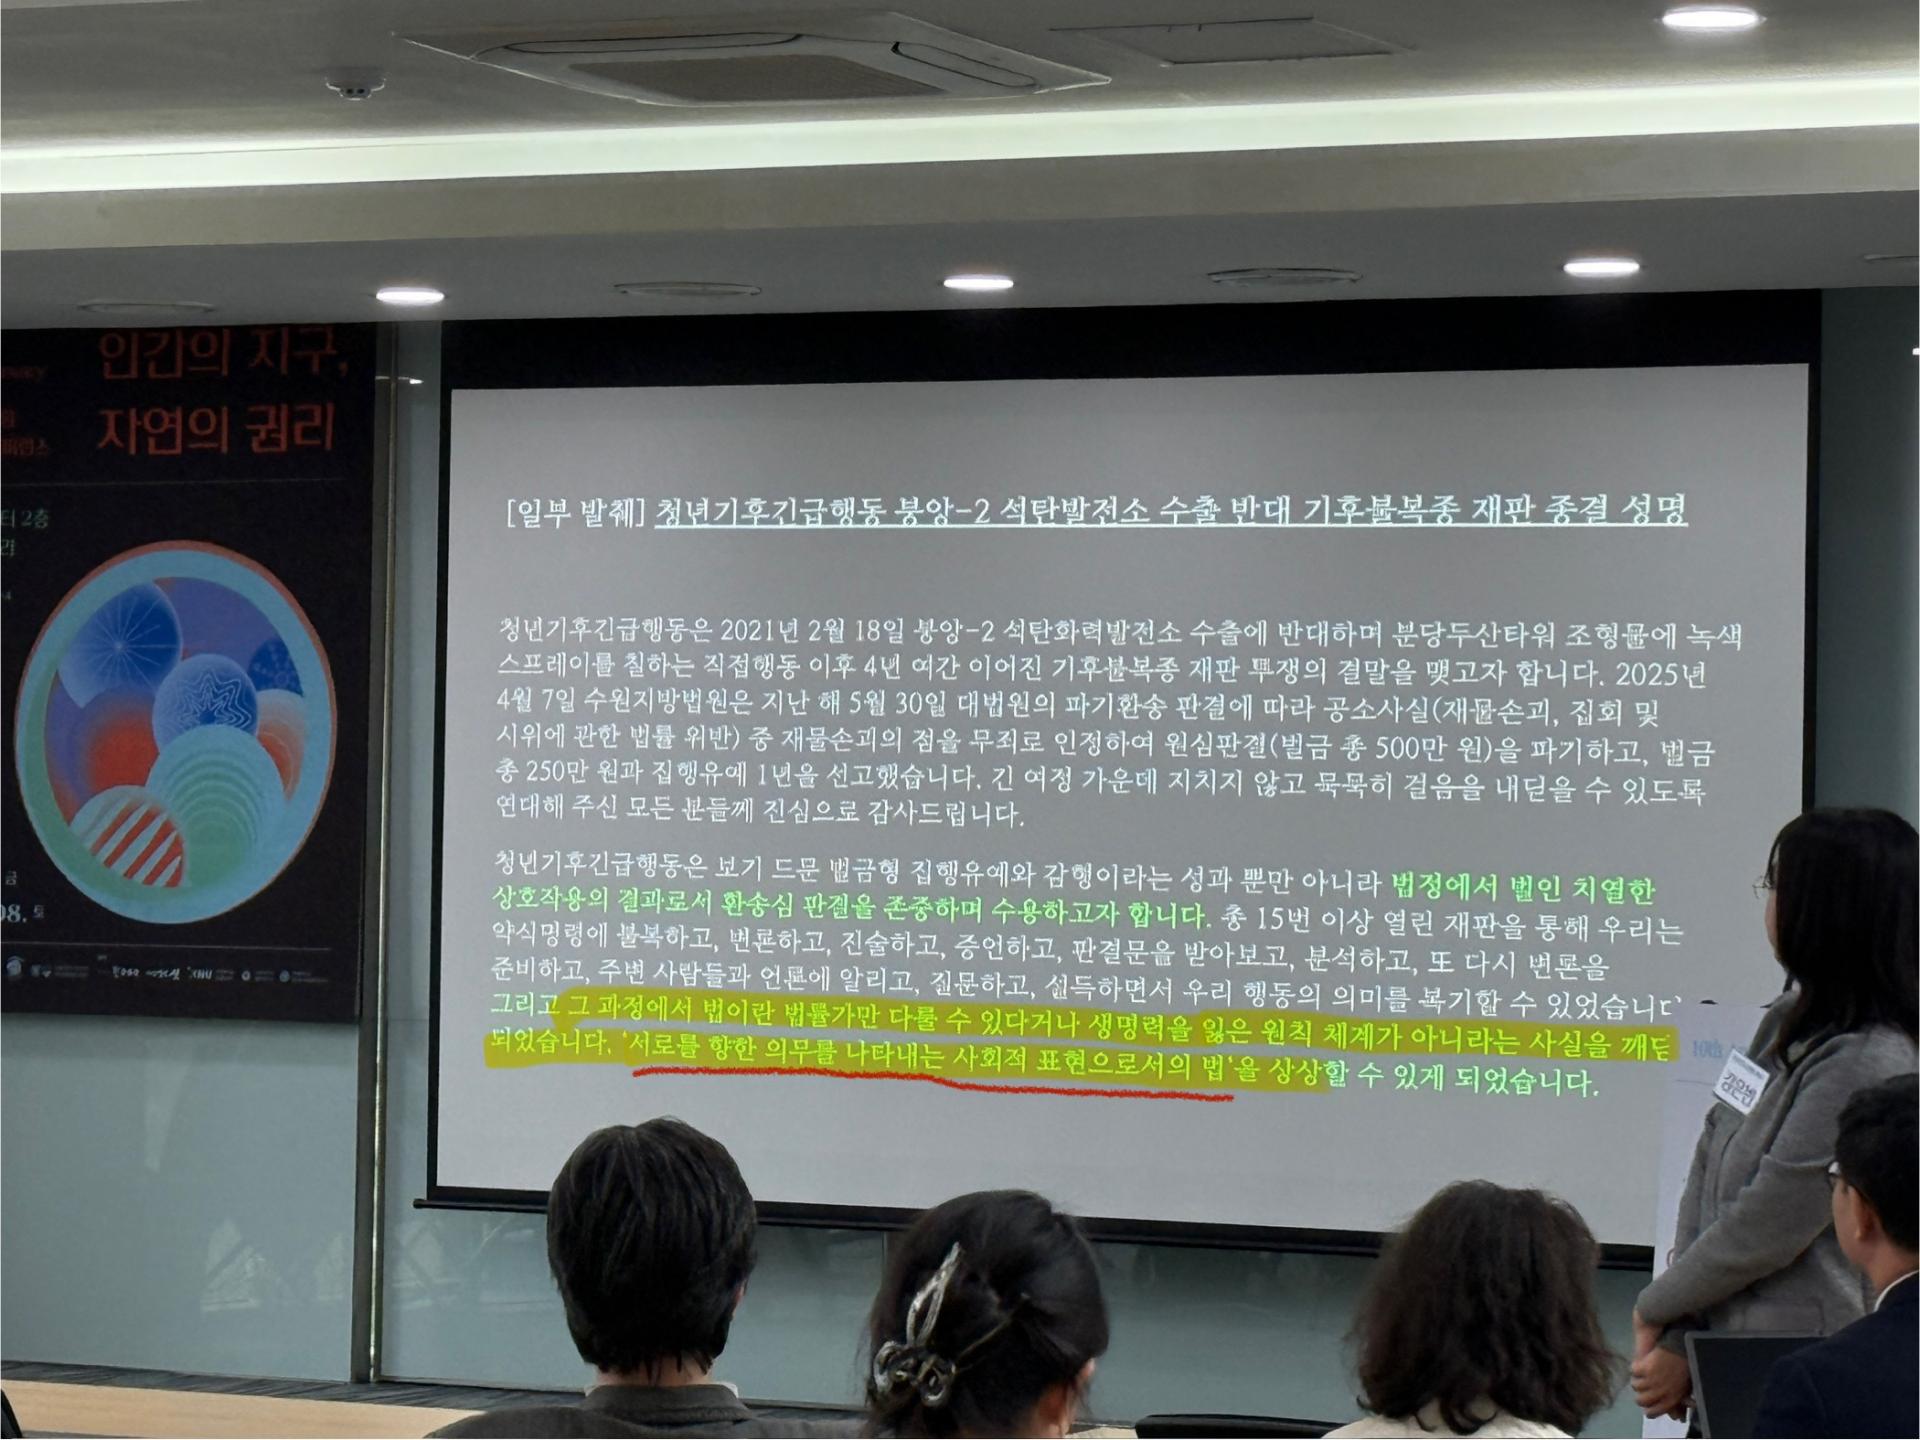 인간의 지구,
자연의 권리
터 2층
08. 토
금
[일부 발췌] 청년기후긴급행동 붕앙-2 석탄발전소 수출 반대 기후불복종 재판 종결 성명
청년기후긴급행동은 2021년 2월 18일 붕앙-2 석탄화력발전소 수출에 반대하며 분당두산타워 조형물에 녹색
스프레이를 칠하는 직접행동 이후 4년 여간 이어진 기후불복종 재판 투쟁의 결말을 맺고자 합니다. 2025년
4월 7일 수원지방법원은 지난 해 5월 30일 대법원의 파기환송 판결에 따라 공소사실(재물손괴, 집회 및
시위에 관한 법률 위반) 중 재물손괴의 점을 무죄로 인정하여 원심판결(벌금 총 500만 원)을 파기하고, 벌금
총 250만 원과 집행유예 1년을 선고했습니다. 긴 여정 가운데 지치지 않고 묵묵히 걸음을 내딛을 수 있도록
연대해 주신 모든 분들께 진심으로 감사드립니다.
청년기후긴급행동은 보기 드문 벌금형 집행유예와 감형이라는 성과 뿐만 아니라 법정에서 벌인 치열한
상호작용의 결과로서 환송심 판결을 존중하며 수용하고자 합니다. 총 15번 이상 열린 재판을 통해 우리는
약식명령에 불복하고, 변론하고, 진술하고, 증언하고, 판결문을 받아보고, 분석하고, 또 다시 변론을
준비하고, 주변 사람들과 언론에 알리고, 질문하고, 설득하면서 우리 행동의 의미를 복기할 수 있었습니다
그리고 그 과정에서 법이란 법률가만 다룰 수 있다거나 생명력을 잃은 원칙 체계가 아니라는 사실을 깨닫
되었습니다. '서로를 향한 의무를 나타내는 사회적 표현으로서의 법'을 상상할 수 있게 되었습니다.